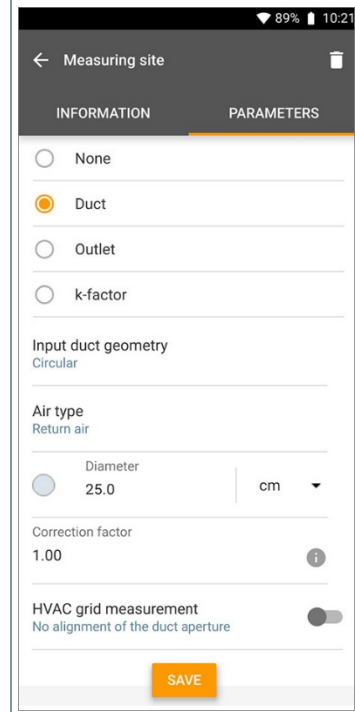 89% 10:21
Measuring site
INFORMATION PARAMETERS
None
Duct
Outlet
k-factor
Input duct geometry
Circular
Air type
Return air
Diameter
25.0 cm
Correction factor
1.00
HVAC grid measurement
No alignment of the duct aperture
SAVE